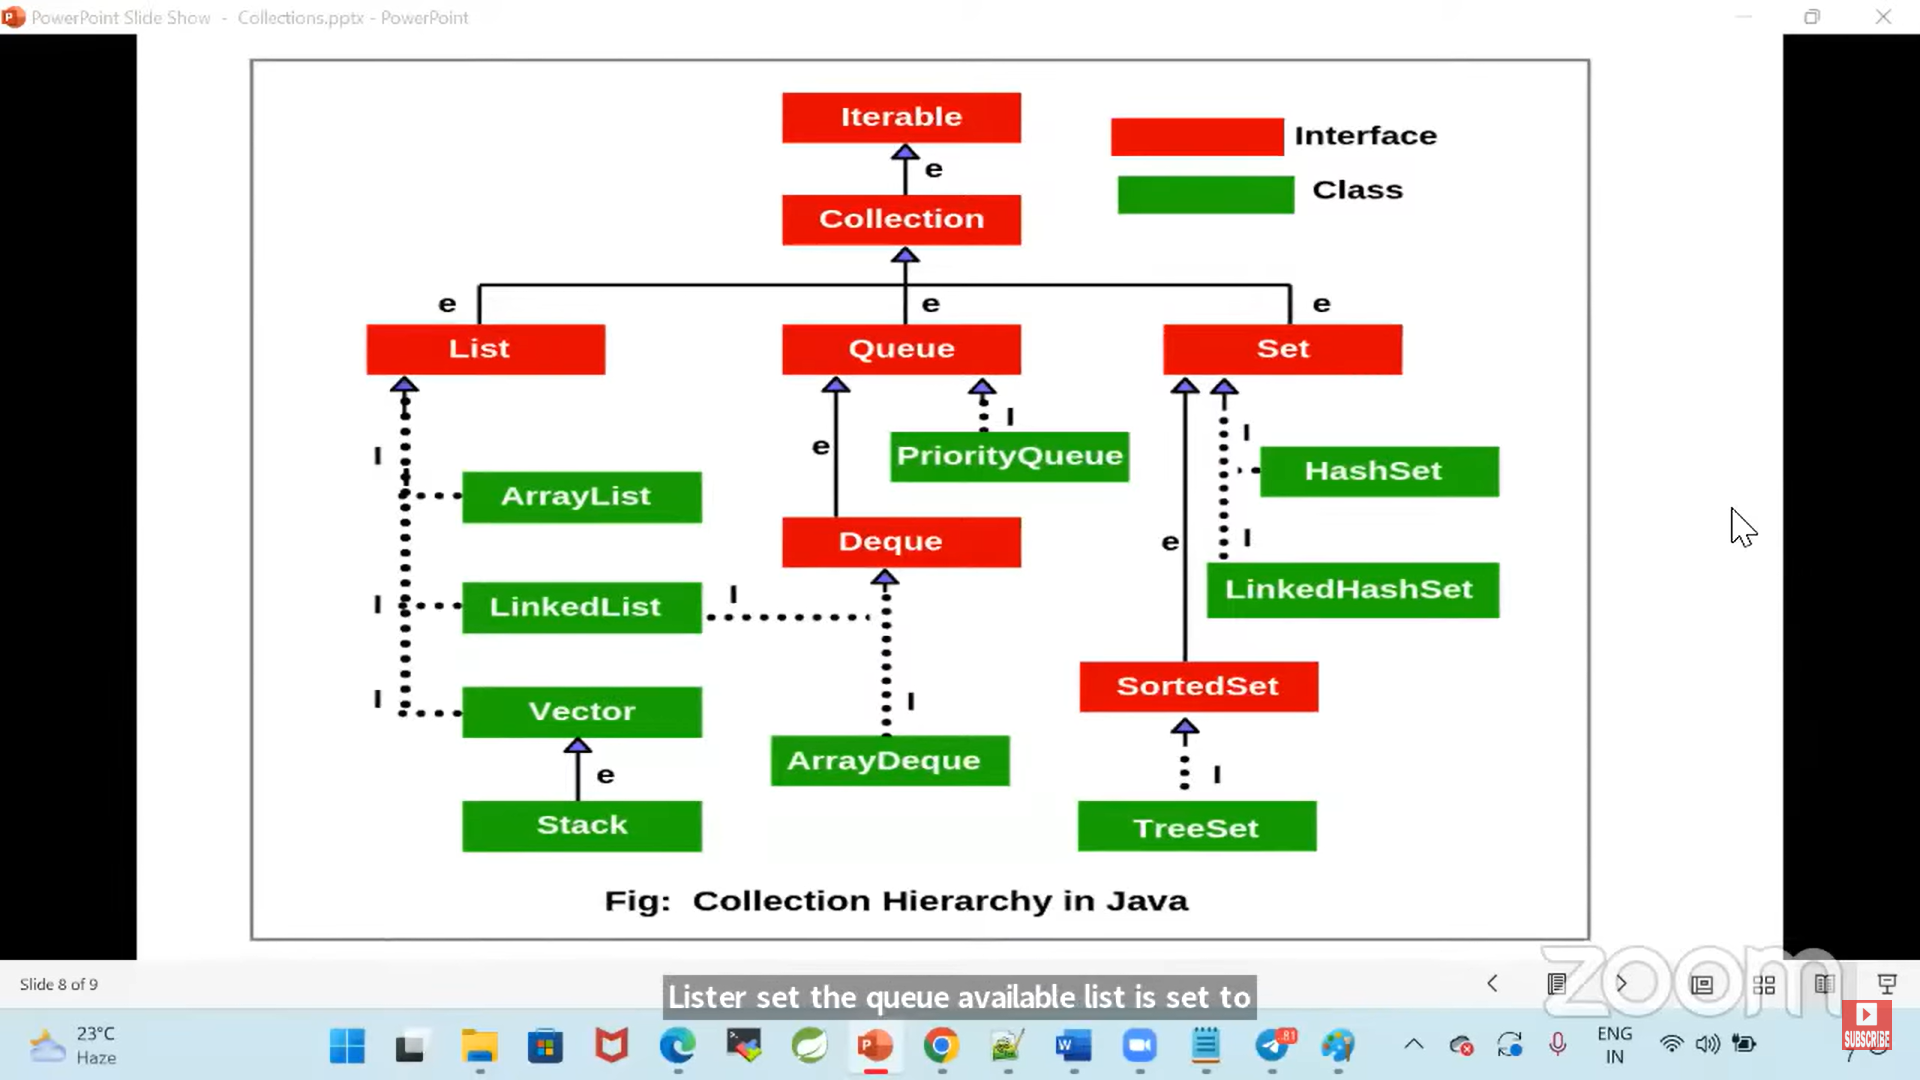 PowerPoint Slide Show - Collections.pptx - PowerPoint
Iterable
Interface
e
Class
Collection
e
e
e
List
Queue
Set
I
e
I
PriorityQueue
I
HashSet
ArrayList
Deque
e
I
LinkedHashSet
I
LinkedList
I
SortedSet
I
Vector
I
ArrayDeque
e
I
Stack
TreeSet
Fig: Collection Hierarchy in Java
zoom
Slide 8 of 9
Lister set the queue available list is set to
23°C
Haze
81
ENG
IN
SUBSCRIBE